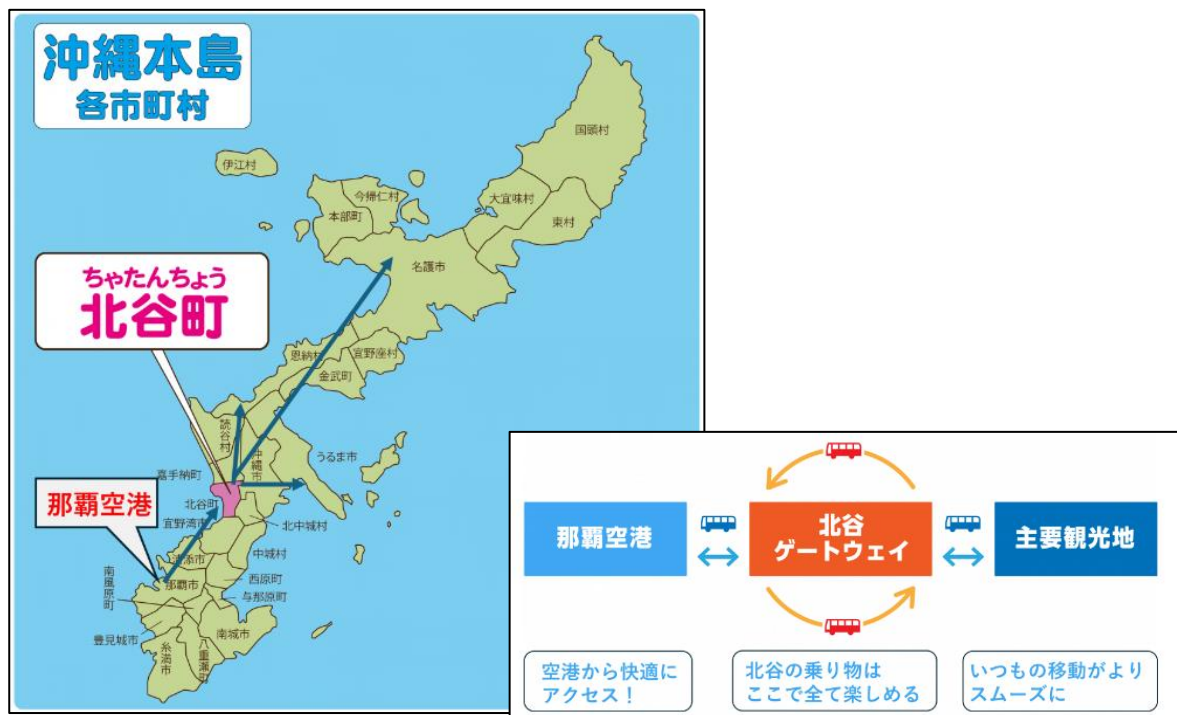 沖縄本島
各市町村
国頭村
伊江村
今帰仁村
大宜味村
本部町
東村
名護市
ちゃたんちょう
北谷町
恩納村
宜野座村
金武町
読谷村
沖縄市
うるま市
嘉手納町
那覇空港
北谷町
宜野湾市
北中城村
浦添市
中城村
南風原町
那覇市
西原町
与那原町
豊見城市
南城市
糸満市
八重瀬町
那覇空港
北谷
ゲートウェイ
主要観光地
空港から快適に
アクセス!
北谷の乗り物は
ここで全て楽しめる
いつもの移動がより
スムーズに